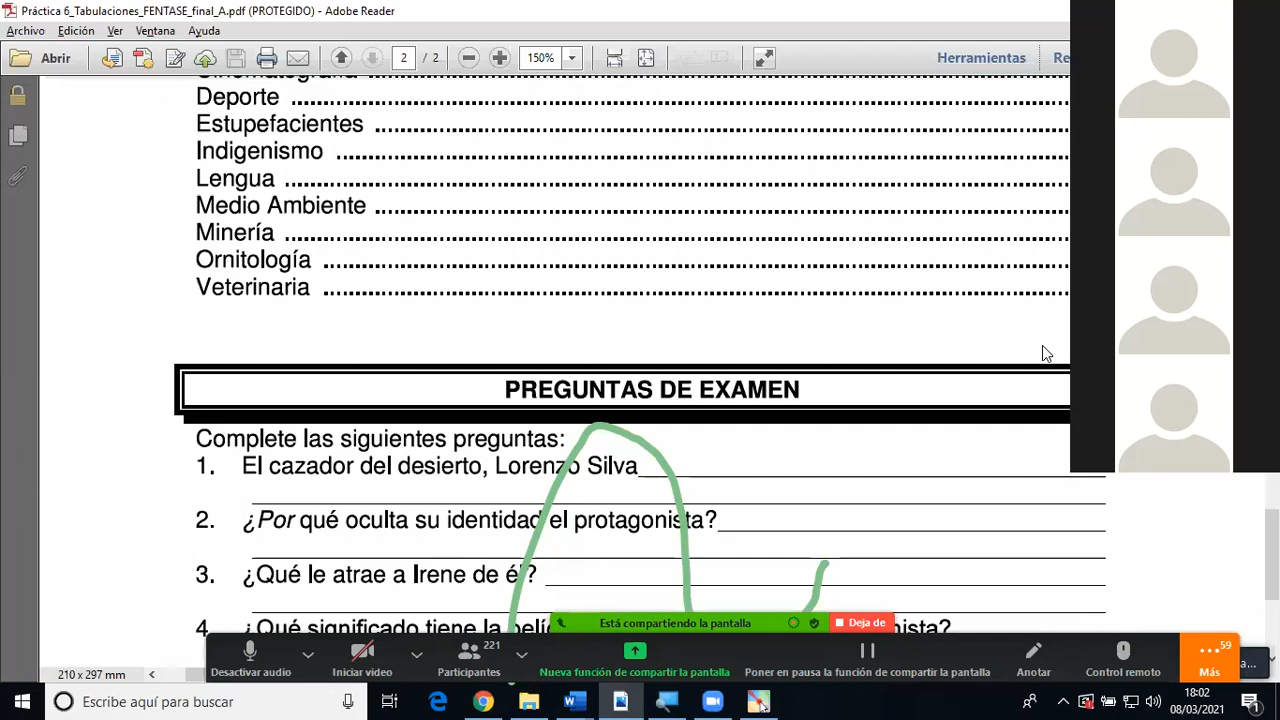 Práctica 6_Tabulaciones_FENTASE_final_A.pdf (PROTEGIDO) - Adobe Reader
Archivo Edición Ver Ventana Ayuda
Abrir 2 / 2 150% Herramientas
Deporte ................................................................
Estupefacientes ................................................................
Indigenismo ................................................................
Lengua ................................................................
Medio Ambiente ................................................................
Minería ................................................................
Ornitología ................................................................
Veterinaria ................................................................
PREGUNTAS DE EXAMEN
Complete las siguientes preguntas:
1. El cazador del desierto, Lorenzo Silva
2. ¿Por qué oculta su identidad el protagonista?
3. ¿Qué le atrae a Irene de él?
4. ¿Qué significado tiene la
Está compartiendo la pantalla Deja de
221 59
Desactivar audio Iniciar video Participantes Nueva función de compartir la pantalla Poner en pausa la función de compartir la pantalla Anotar Control remoto Más
210 x 297 mm
Escribe aquí para buscar
18:02
08/03/2021